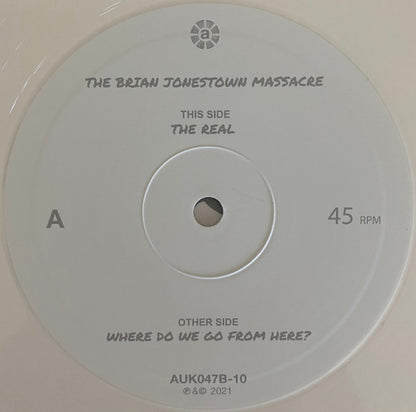 a
THE BRIAN JONESTOWN MASSACRE
THIS SIDE
THE REAL
A
45 RPM
OTHER SIDE
WHERE DO WE GO FROM HERE?
AUK047B-10
℗&© 2021